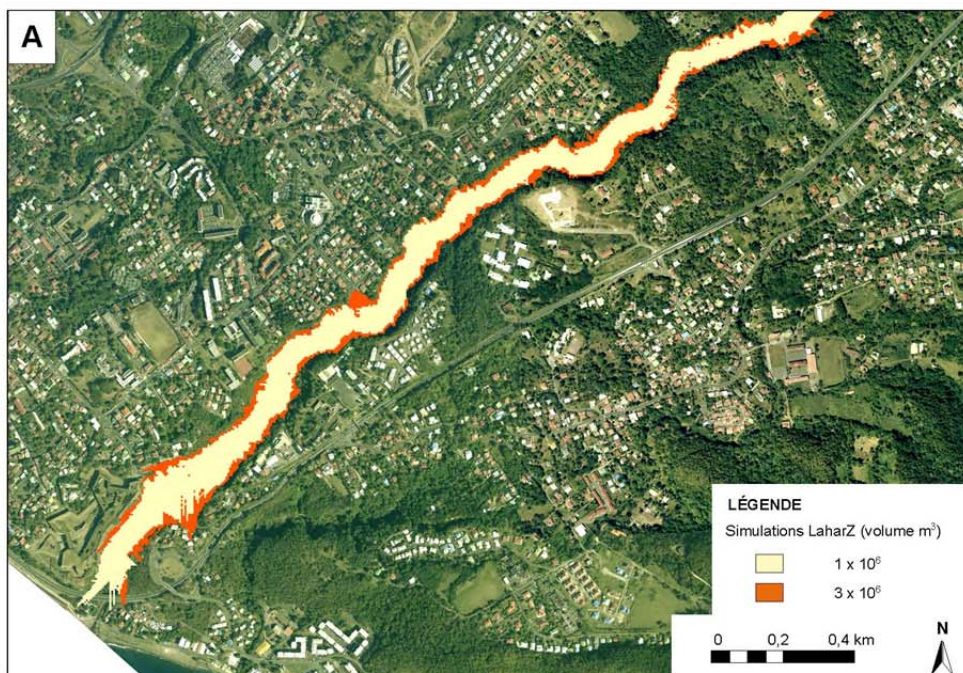 A
LÉGENDE
Simulations LaharZ (volume m³)
1 x 10⁶
3 x 10⁶
0 0,2 0,4 km
N